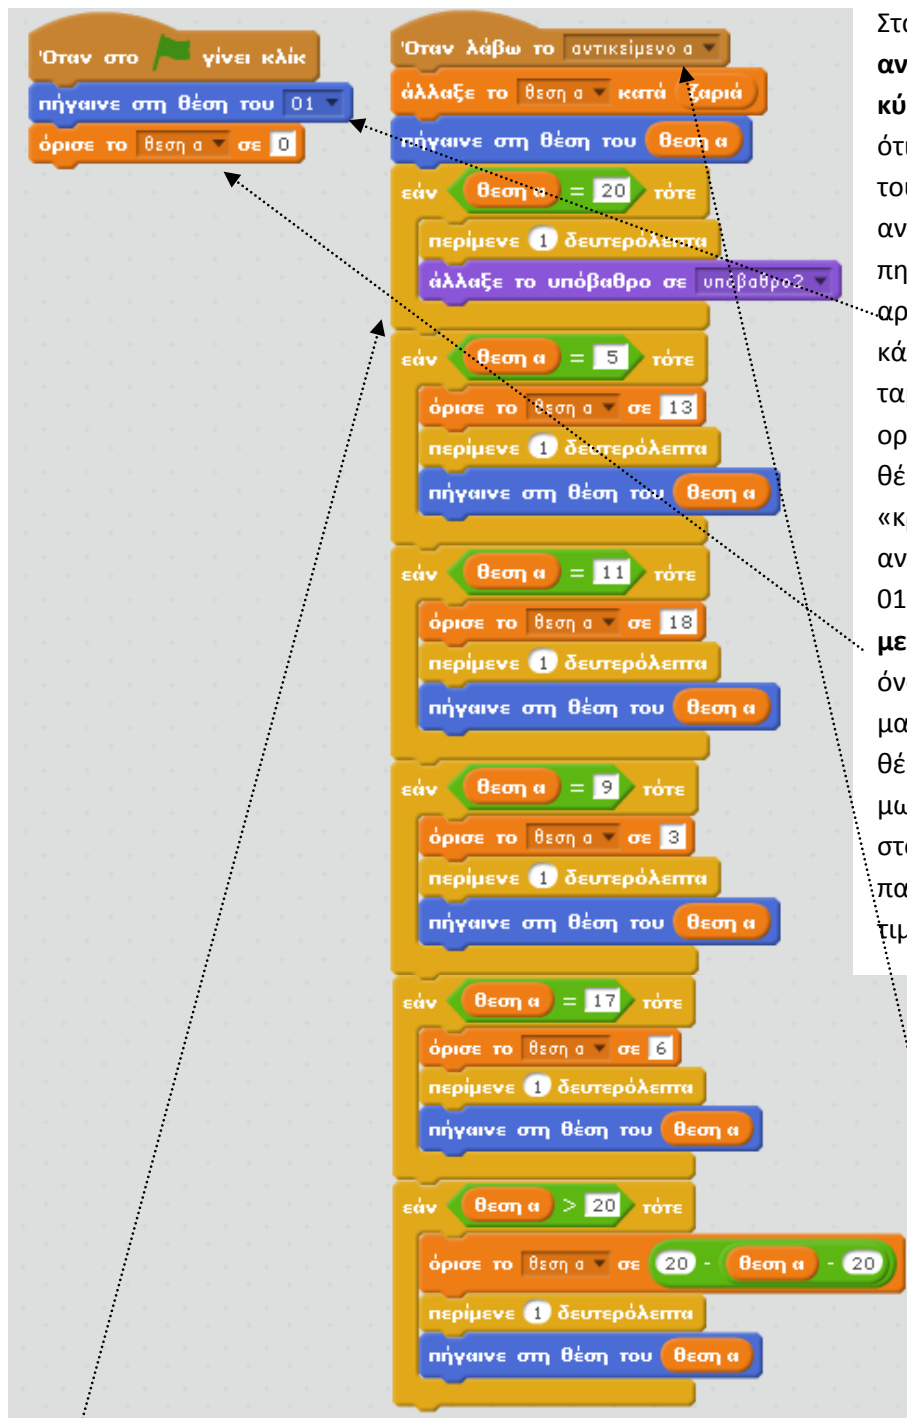 Όταν στο γίνει κλίκ
πήγαινε στη θέση του 01
όρισε το θεση α σε 0
Όταν λάβω το αντικείμενο α
άλλαξε το θεση α κατά ζαριά
πήγαινε στη θέση του θεση α
εάν θεση α = 20 τότε
περίμενε 1 δευτερόλεπτα
άλλαξε το υπόβαθρο σε υπόβαθρο2
εάν θεση α = 5 τότε
όρισε το θεση α σε 13
περίμενε 1 δευτερόλεπτα
πήγαινε στη θέση του θεση α
εάν θεση α = 11 τότε
όρισε το θεση α σε 18
περίμενε 1 δευτερόλεπτα
πήγαινε στη θέση του θεση α
εάν θεση α = 9 τότε
όρισε το θεση α σε 3
περίμενε 1 δευτερόλεπτα
πήγαινε στη θέση του θεση α
εάν θεση α = 17 τότε
όρισε το θεση α σε 6
περίμενε 1 δευτερόλεπτα
πήγαινε στη θέση του θεση α
εάν θεση α > 20 τότε
όρισε το θεση α σε 20 - θεση α - 20
περίμενε 1 δευτερόλεπτα
πήγαινε στη θέση του θεση α
αν
κύ
ότι
του
αν
πη
αρ
κά
τα
ορ
θέ
«κ
αν
01
με
όν
μα
θέ
μω
στο
πα
τιμ